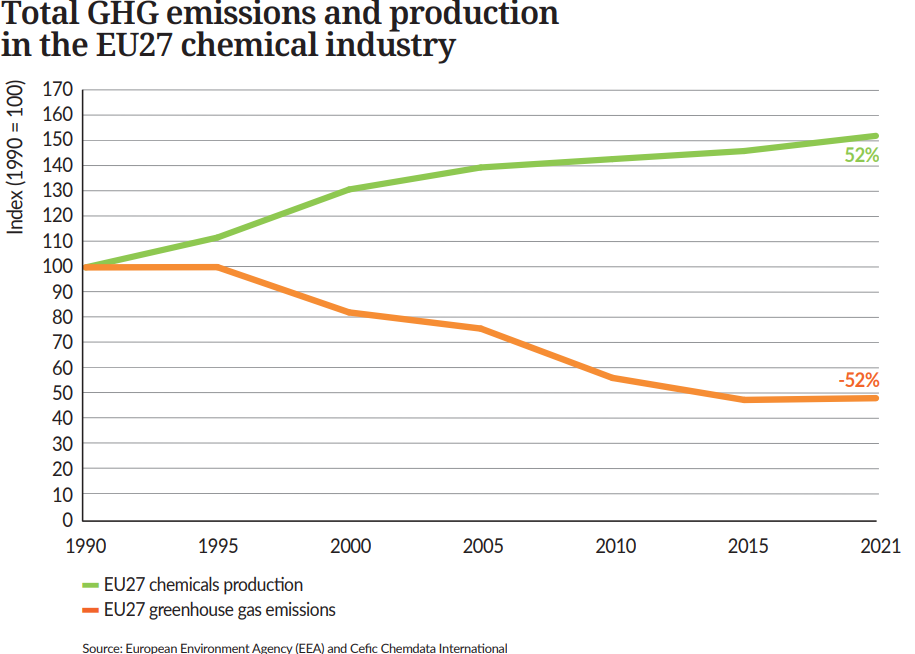 Total GHG emissions and production
in the EU27 chemical industry
Index (1990 = 100)
170
160
150
140
130
120
110
100
90
80
70
60
50
40
30
20
10
0
52%
-52%
1990 1995 2000 2005 2010 2015 2021
EU27 chemicals production
EU27 greenhouse gas emissions
Source: European Environment Agency (EEA) and Cefic Chemdata International